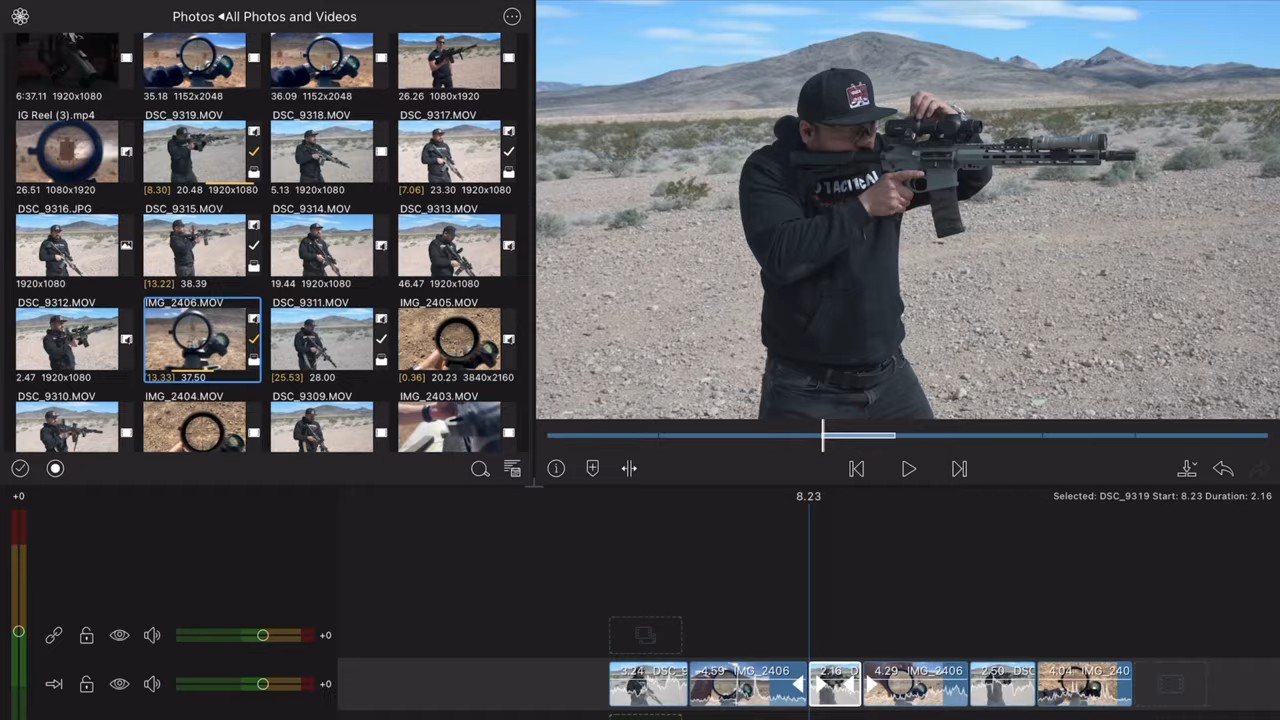 Photos ◂All Photos and Videos
6:37.11 1920x1080
35.18 1152x2048
36.09 1152x2048
26.26 1080x1920
IG Reel (3).mp4
DSC_9319.MOV
DSC_9318.MOV
DSC_9317.MOV
26.51 1080x1920
[8.30] 20.48 1920x1080
5.13 1920x1080
[7.06] 23.30 1920x1080
DSC_9316.JPG
DSC_9315.MOV
DSC_9314.MOV
DSC_9313.MOV
1920x1080
[13.22] 38.39
19.44 1920x1080
46.47 1920x1080
DSC_9312.MOV
IMG_2406.MOV
DSC_9311.MOV
IMG_2405.MOV
2.47 1920x1080
[13.33] 37.50
[25.53] 28.00
[0.36] 20.23 3840x2160
DSC_9310.MOV
IMG_2404.MOV
DSC_9309.MOV
IMG_2403.MOV
TACTICAL
+0
8.23
Selected: DSC_9319 Start: 8.23 Duration: 2.16
+0
3.24 DSC_
4.59 IMG_2406
2.16 D
4.29 IMG_2406
2.50 DSC
4.04 IMG_240
+0